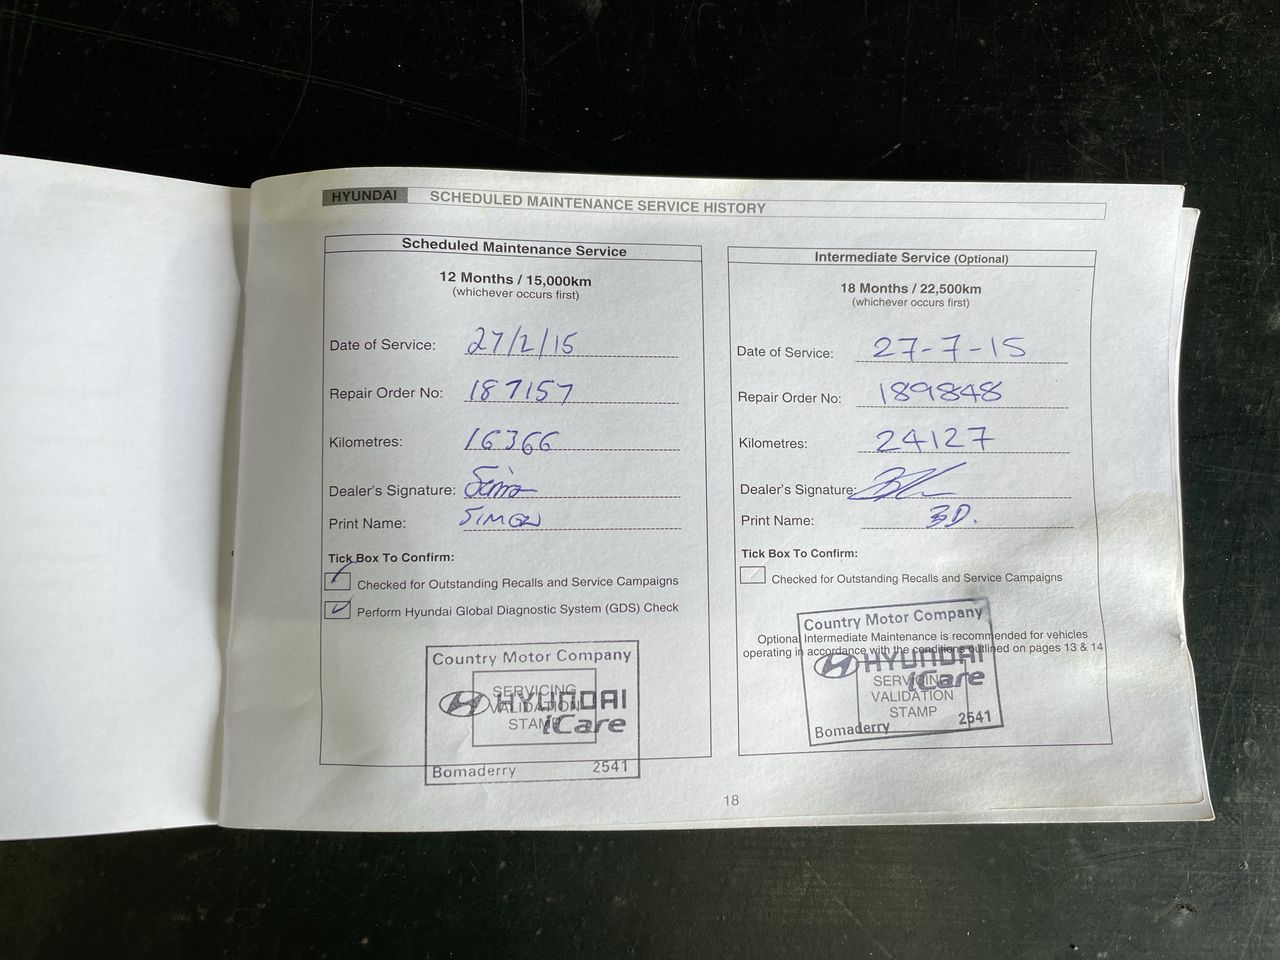 HYUNDAI SCHEDULED MAINTENANCE SERVICE HISTORY
Scheduled Maintenance Service
12 Months / 15,000km
(whichever occurs first)
Date of Service: 27/2/15
Repair Order No: 187157
Kilometres: 16366
Dealer's Signature:
Print Name: SIMON
Tick Box To Confirm:
Checked for Outstanding Recalls and Service Campaigns
Perform Hyundai Global Diagnostic System (GDS) Check
Country Motor Company
SERVICING
HYUNDAI
VALIDATION
STAMP
iCare
Bomaderry 2541
Intermediate Service (Optional)
18 Months / 22,500km
(whichever occurs first)
Date of Service: 27-7-15
Repair Order No: 189848
Kilometres: 24127
Dealer's Signature:
Print Name: BD.
Tick Box To Confirm:
Checked for Outstanding Recalls and Service Campaigns
Country Motor Company
Optional Intermediate Maintenance is recommended for vehicles
operating in accordance with the conditions outlined on pages 13 & 14
HYUNDAI
SERVICING
iCare
VALIDATION
STAMP
Bomaderry 2541
18